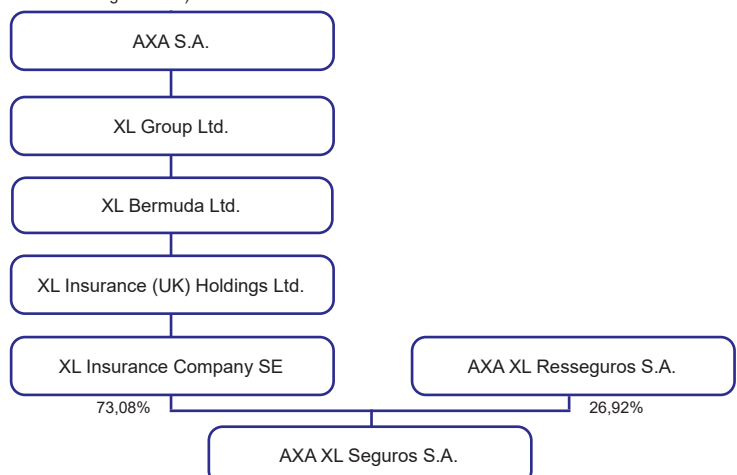 AXA S.A.
XL Group Ltd.
XL Bermuda Ltd.
XL Insurance (UK) Holdings Ltd.
XL Insurance Company SE
AXA XL Resseguros S.A.
73,08%
26,92%
AXA XL Seguros S.A.